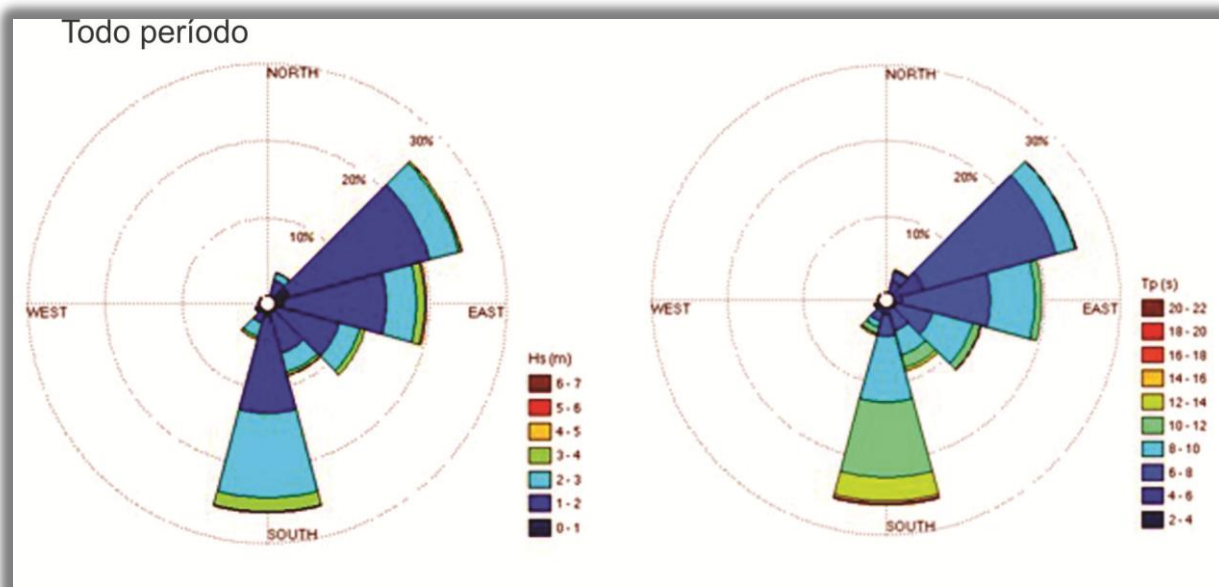 Todo período
NORTH
30%
20%
10%
WEST
EAST
SOUTH
Hs (m)
6 - 7
5 - 6
4 - 5
3 - 4
2 - 3
1 - 2
0 - 1
NORTH
30%
20%
10%
WEST
EAST
SOUTH
Tp (s)
20 - 22
18 - 20
16 - 18
14 - 16
12 - 14
10 - 12
8 - 10
6 - 8
4 - 6
2 - 4